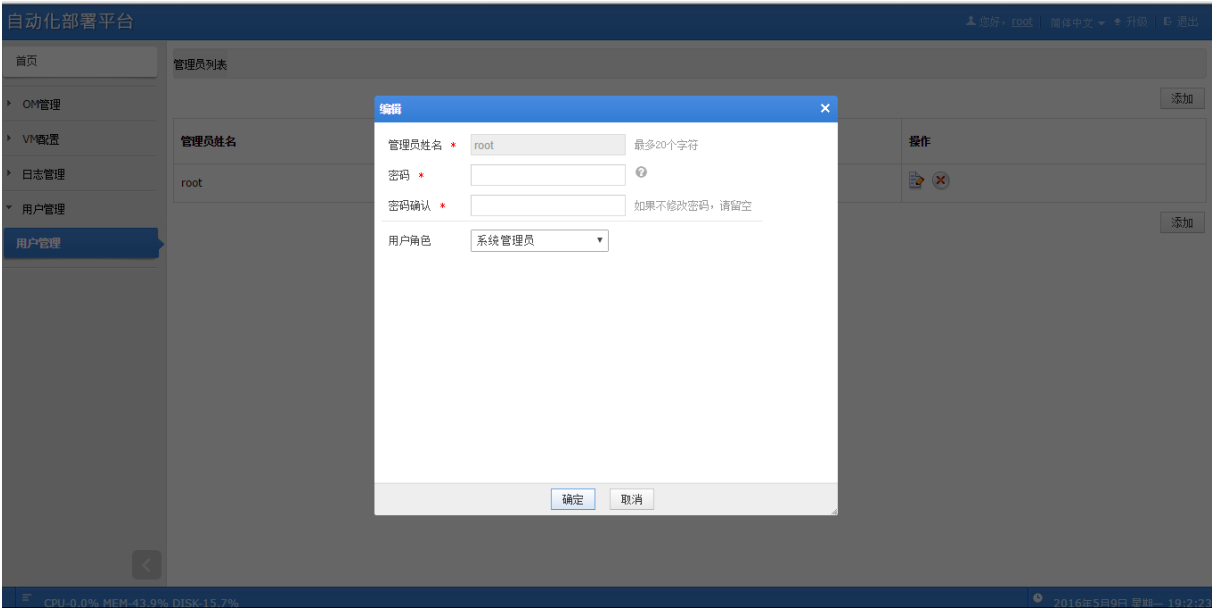 自动化部署平台
您好，root 简体中文 升级 退出
首页
管理员列表
OM管理
添加
编辑
VM配置
管理员姓名
操作
管理员姓名 * root 最多20个字符
日志管理
密码 *
root
密码确认 * 如果不修改密码，请留空
用户管理
添加
用户角色 系统管理员
用户管理
确定 取消
CPU-0.0% MEM-43.9% DISK-15.7%
2016年5月9日 星期一 19:2:23